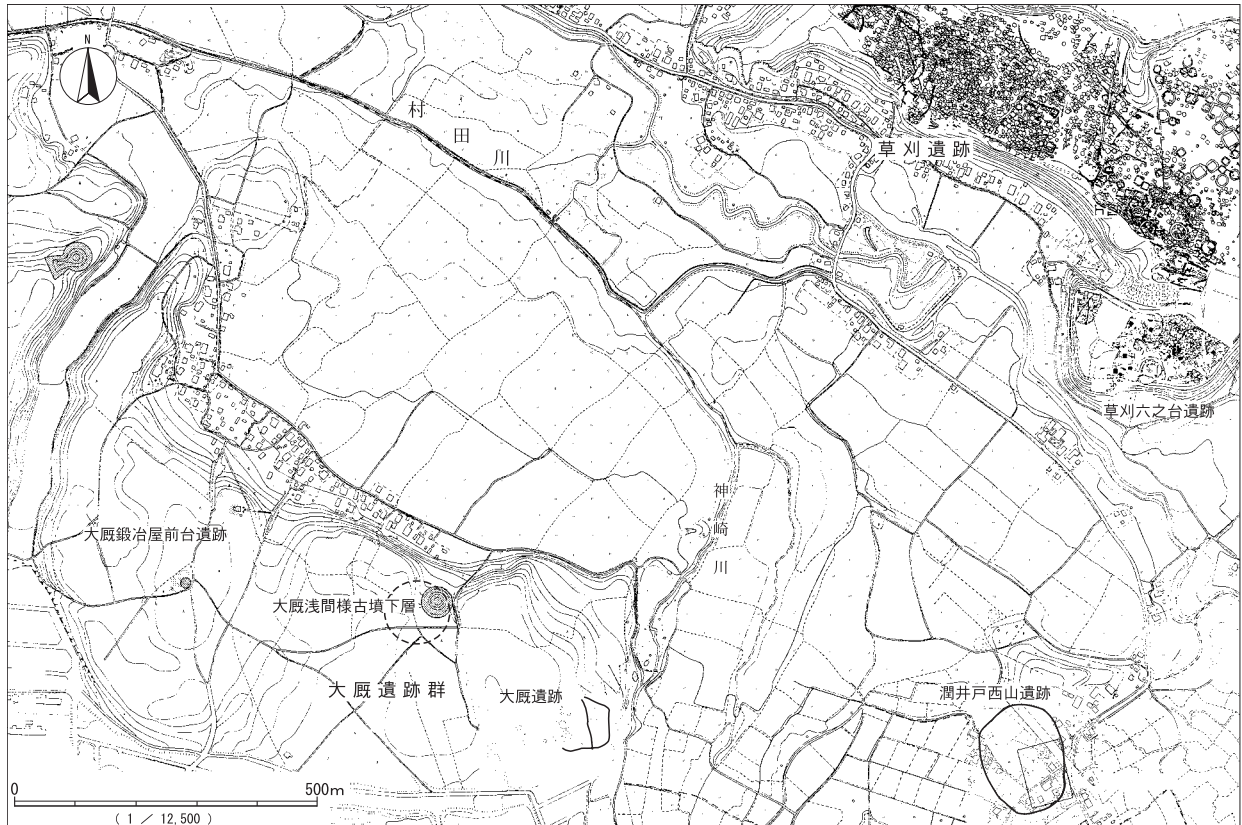 N
村田川
草刈遺跡
草刈六之台遺跡
神崎川
大厩鍛冶屋前台遺跡
大厩浅間様古墳下層
大厩遺跡群
大厩遺跡
潤井戸西山遺跡
0 500m
( 1 / 12,500 )